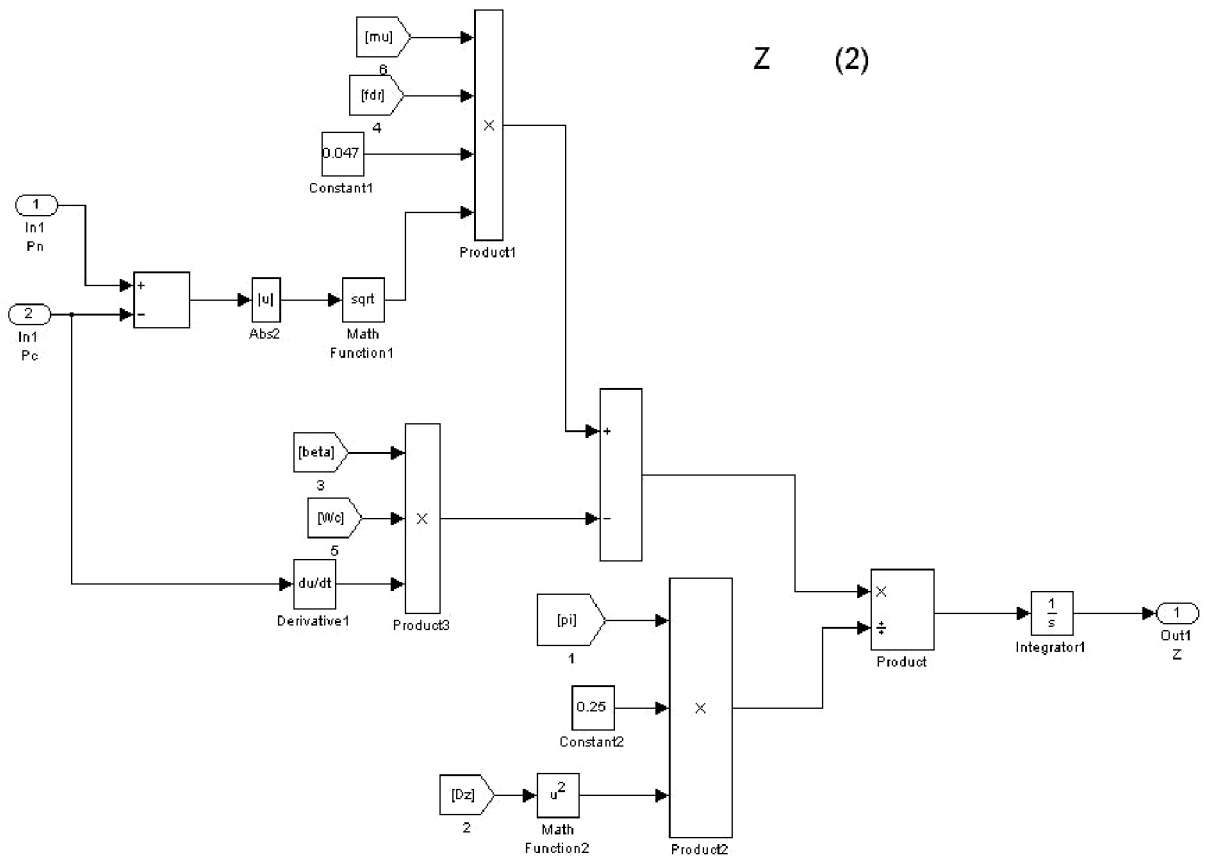 Z (2)
[mu]
6
[fdr]
4
0.047
Constant1
×
Product1
1
In1
Pn
2
In1
Pc
+
−
|u|
Abs2
sqrt
Math
Function1
[beta]
3
[Wc]
5
du/dt
Derivative1
×
Product3
+
−
[pi]
1
0.25
Constant2
[Dz]
2
u²
Math
Function2
×
Product2
×
÷
Product
1
s
Integrator1
1
Out1
Z